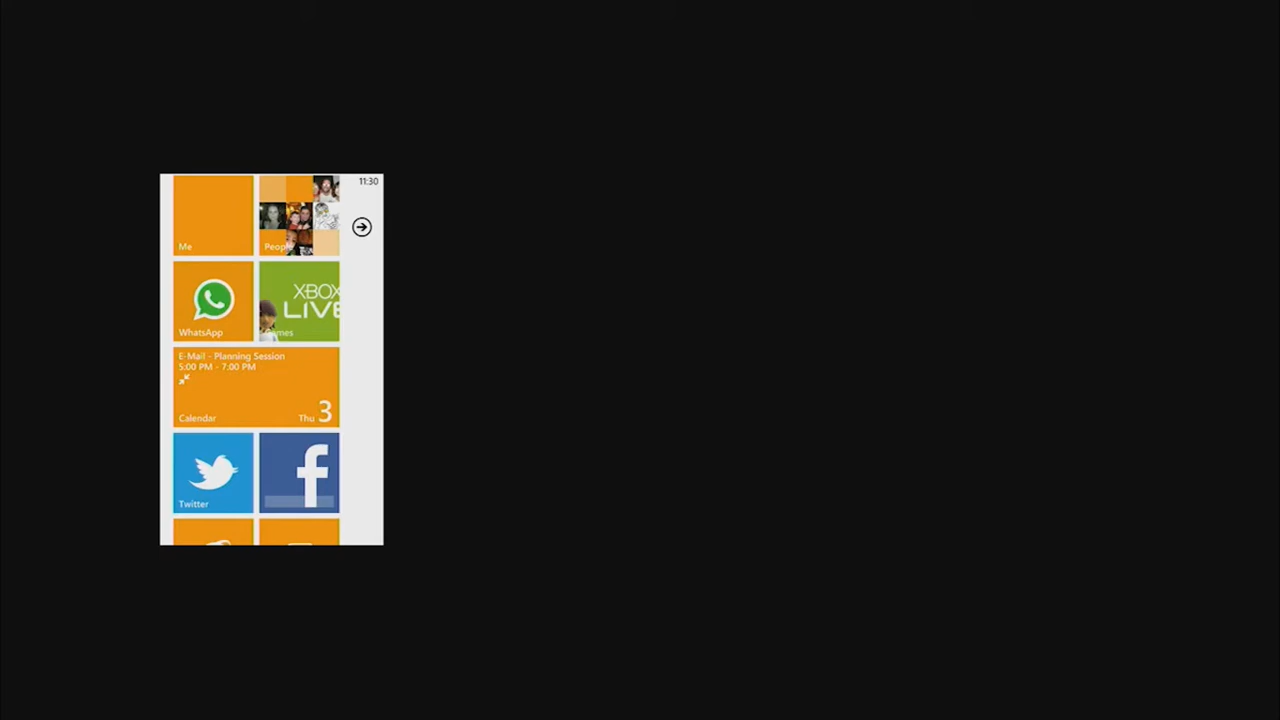 11:30
Me
People
WhatsApp
XBOX
LIVE
Games
E-Mail - Planning Session
5:00 PM - 7:00 PM
Calendar
Thu 3
Twitter
f